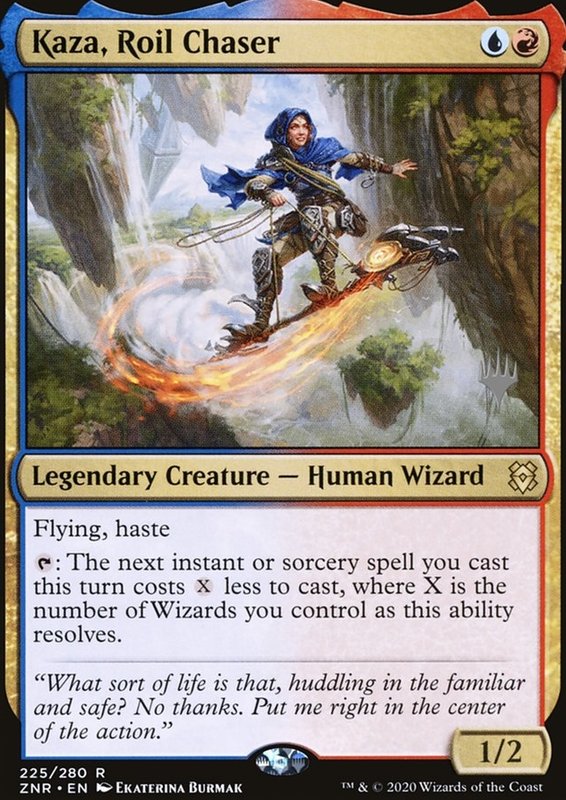 Kaza, Roil Chaser
Legendary Creature — Human Wizard
Flying, haste
: The next instant or sorcery spell you cast
this turn costs X less to cast, where X is the
number of Wizards you control as this ability
resolves.
“What sort of life is that, huddling in the familiar
and safe? No thanks. Put me right in the center
of the action.”
1/2
225/280 R
ZNR • EN Ekaterina Burmak
™ & © 2020 Wizards of the Coast